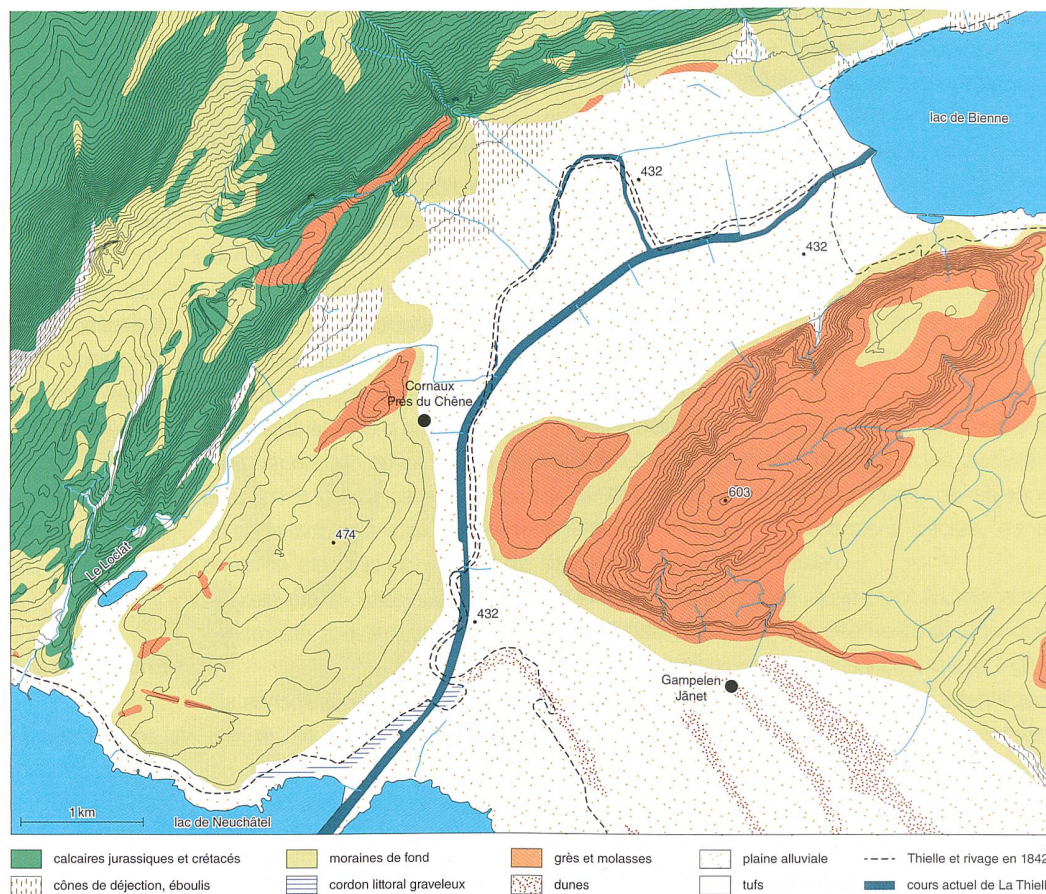 lac de Bienne
432
432
Cornaux
Prés du Chêne
603
474
Le Loclat
432
Gampelen
Jänet
1 km
lac de Neuchâtel
calcaires jurassiques et crétacés
moraines de fond
grès et molasses
plaine alluviale
Thielle et rivage en 1842
cônes de déjection, éboulis
cordon littoral graveleux
dunes
tufs
cours actuel de La Thielle